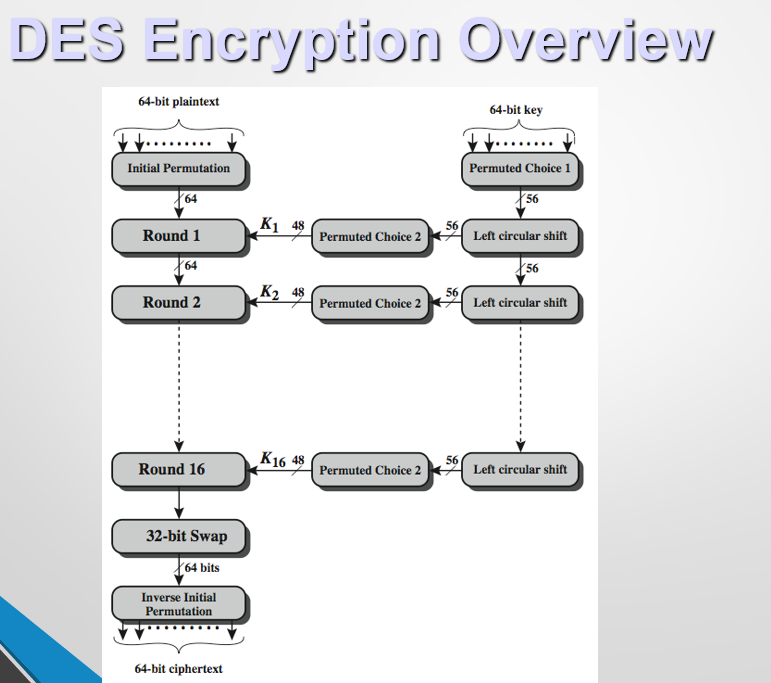 DES Encryption Overview
64-bit plaintext
64-bit key
Initial Permutation
Permuted Choice 1
64
56
Round 1
K1 48
Permuted Choice 2
56
Left circular shift
64
56
Round 2
K2 48
Permuted Choice 2
56
Left circular shift
Round 16
K16 48
Permuted Choice 2
56
Left circular shift
32-bit Swap
64 bits
Inverse Initial
Permutation
64-bit ciphertext